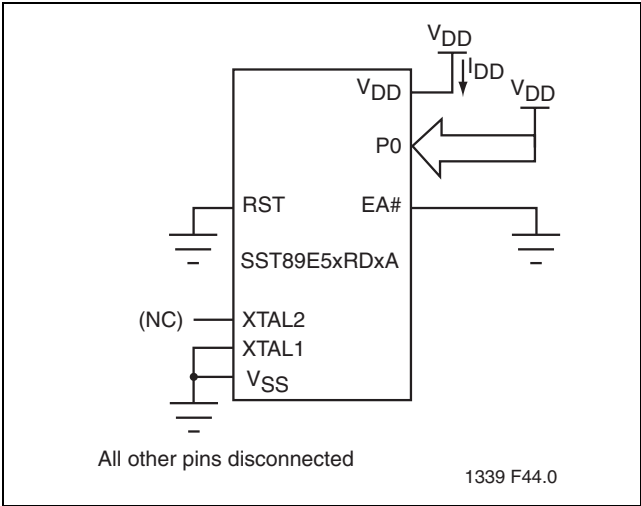 VDD
IDD
VDD
VDD
P0
RST
EA#
SST89E5xRDxA
(NC)
XTAL2
XTAL1
VSS
All other pins disconnected
1339 F44.0